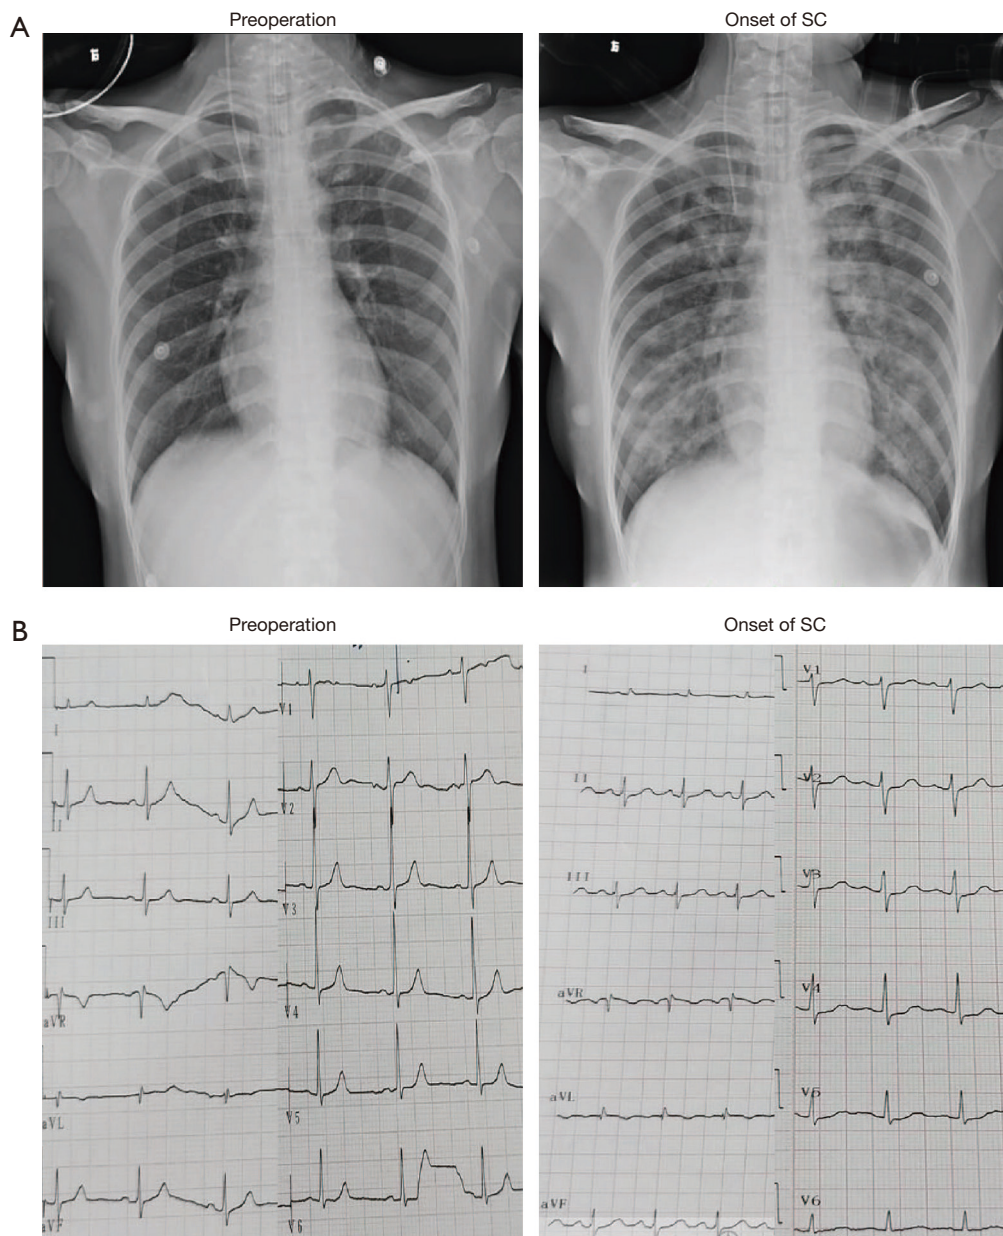 A
Preoperation
Onset of SC
B
Preoperation
Onset of SC
I
II
III
aVR
aVL
aVF
V1
V2
V3
V4
V5
V6
I
II
III
aVR
aVL
aVF
V1
V2
V3
V4
V5
V6